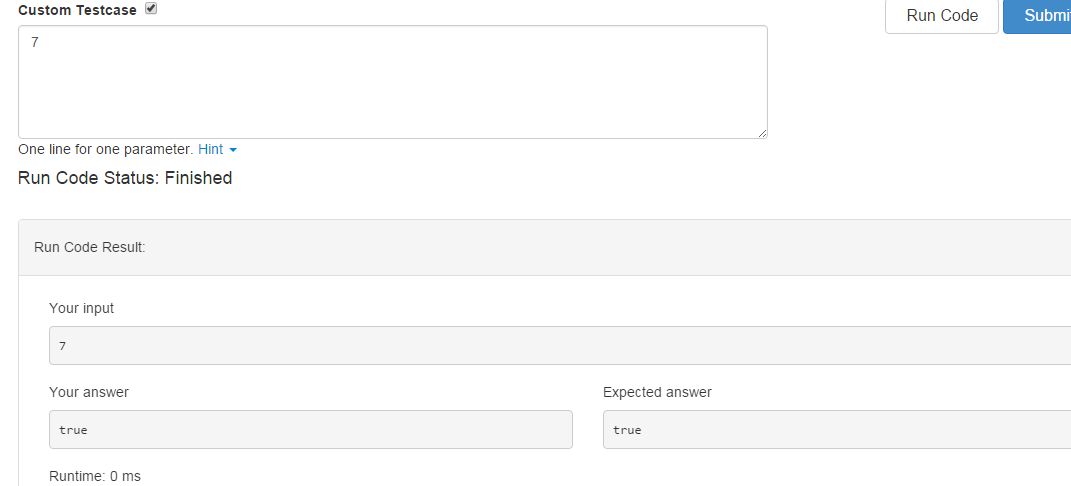 Custom Testcase
Run Code
Submi
7
One line for one parameter. Hint
Run Code Status: Finished
Run Code Result:
Your input
7
Your answer
Expected answer
true
true
Runtime: 0 ms